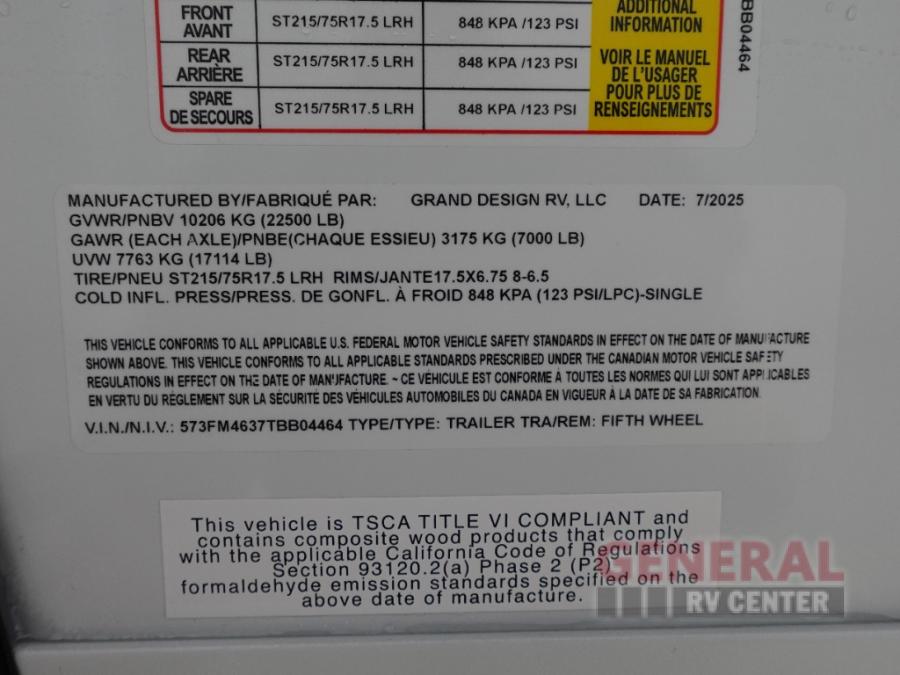 ADDITIONAL
FRONT ST215/75R17.5 LRH 848 KPA /123 PSI INFORMATION
AVANT
REAR ST215/75R17.5 LRH 848 KPA /123 PSI VOIR LE MANUEL
ARRIÈRE DE L'USAGER
SPARE ST215/75R17.5 LRH 848 KPA /123 PSI POUR PLUS DE
DE SECOURS RENSEIGNEMENTS
BB04464
MANUFACTURED BY/FABRIQUÉ PAR: GRAND DESIGN RV, LLC DATE: 7/2025
GVWR/PNBV 10206 KG (22500 LB)
GAWR (EACH AXLE)/PNBE(CHAQUE ESSIEU) 3175 KG (7000 LB)
UVW 7763 KG (17114 LB)
TIRE/PNEU ST215/75R17.5 LRH RIMS/JANTE17.5X6.75 8-6.5
COLD INFL. PRESS/PRESS. DE GONFL. À FROID 848 KPA (123 PSI/LPC)-SINGLE
THIS VEHICLE CONFORMS TO ALL APPLICABLE U.S. FEDERAL MOTOR VEHICLE SAFETY STANDARDS IN EFFECT ON THE DATE OF MANUFACTURE
SHOWN ABOVE. THIS VEHICLE CONFORMS TO ALL APPLICABLE STANDARDS PRESCRIBED UNDER THE CANADIAN MOTOR VEHICLE SAFETY
REGULATIONS IN EFFECT ON THE DATE OF MANUFACTURE. ~ CE VÉHICULE EST CONFORME À TOUTES LES NORMES QUI LUI SONT APPLICABLES
EN VERTU DU RÈGLEMENT SUR LA SÉCURITÉ DES VÉHICULES AUTOMOBILES DU CANADA EN VIGUEUR À LA DATE DE SA FABRICATION.
V.I.N./N.I.V.: 573FM4637TBB04464 TYPE/TYPE: TRAILER TRA/REM: FIFTH WHEEL
This vehicle is TSCA TITLE VI COMPLIANT and
contains composite wood products that comply
with the applicable California Code of Regulations
Section 93120.2(a) Phase 2 (P2)
formaldehyde emission standards specified on the
above date of manufacture.
GENERAL
RV CENTER